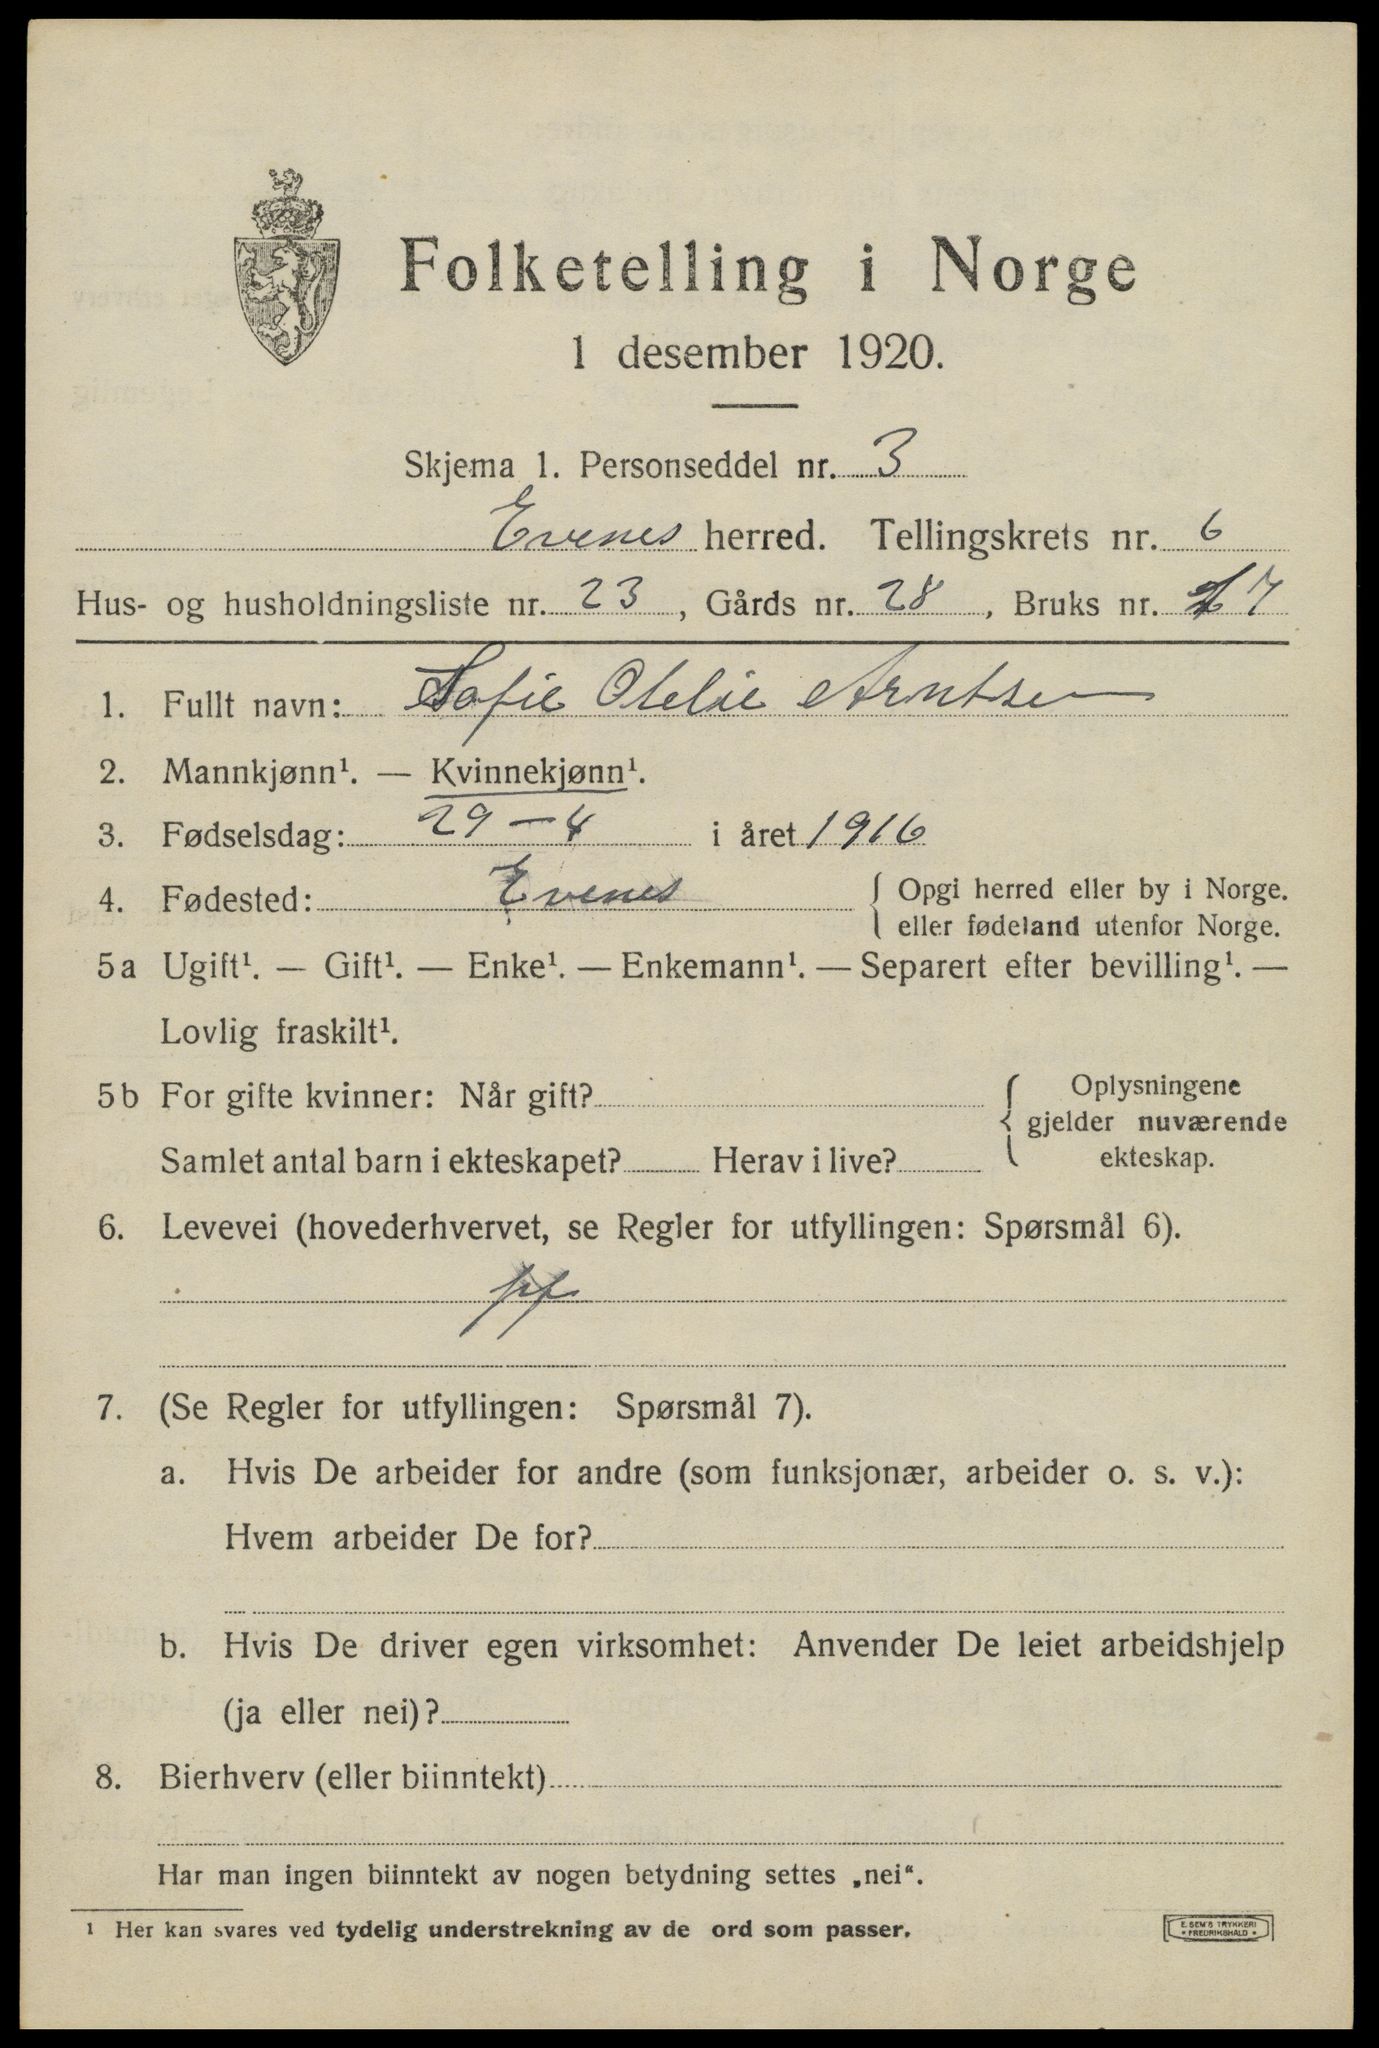 Folketelling i Norge
1 desember 1920.
Skjema 1. Personseddel nr. 3
Evenes herred. Tellingskrets nr. 6
Hus- og husholdningsliste nr. 23, Gårds nr. 28, Bruks nr. 7
1. Fullt navn: Sofie Otelie Arntsen
2. Mannkjønn¹. — Kvinnekjønn¹.
3. Fødselsdag: 29 – 4 i året 1916
4. Fødested: Evenes { Opgi herred eller by i Norge.
eller fødeland utenfor Norge.
5a Ugift¹. — Gift¹. — Enke¹. — Enkemann¹. — Separert efter bevilling¹. —
Lovlig fraskilt¹.
5b For gifte kvinner: Når gift? { Oplysningene
gjelder nuværende
Samlet antal barn i ekteskapet? Herav i live? ekteskap.
6. Levevei (hovederhvervet, se Regler for utfyllingen: Spørsmål 6).
7. (Se Regler for utfyllingen: Spørsmål 7).
a. Hvis De arbeider for andre (som funksjonær, arbeider o. s. v.):
Hvem arbeider De for?
b. Hvis De driver egen virksomhet: Anvender De leiet arbeidshjelp
(ja eller nei)?
8. Bierhverv (eller biinntekt)
Har man ingen biinntekt av nogen betydning settes „nei“.
¹ Her kan svares ved tydelig understrekning av de ord som passer.
E. SEM'S TRYKKERI
* FREDRIKSHALD *